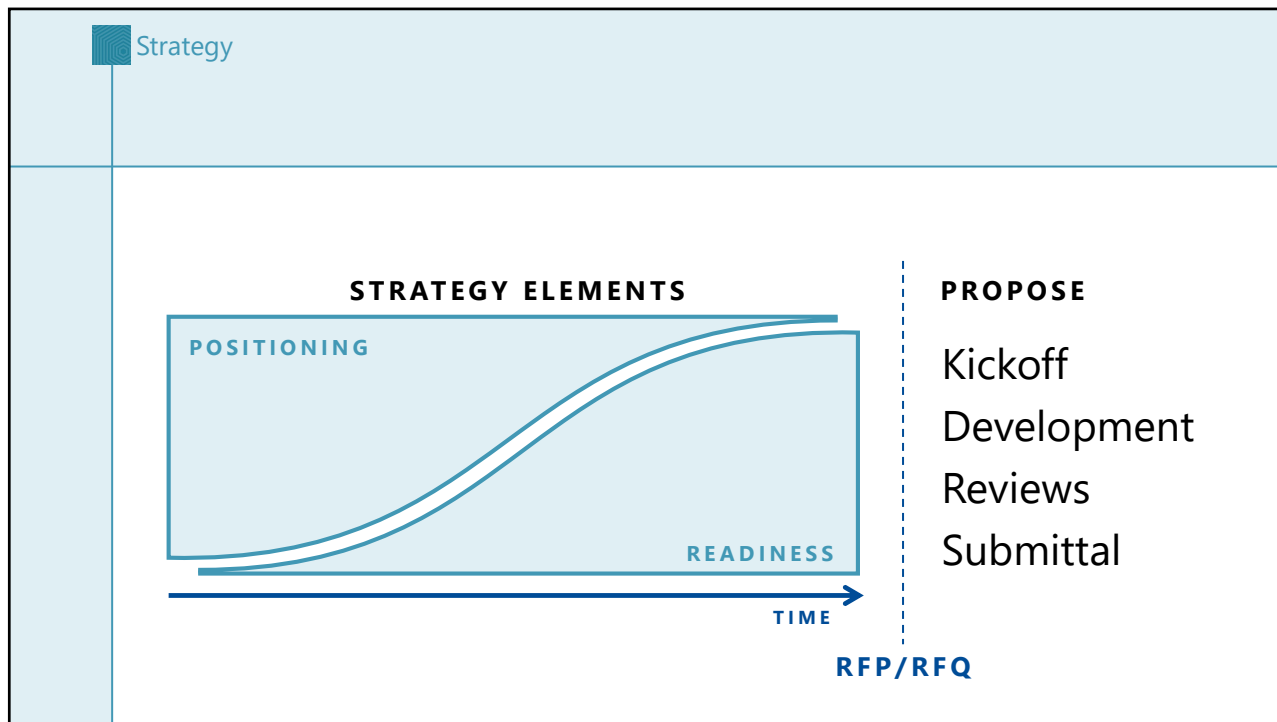 Strategy
STRATEGY ELEMENTS
POSITIONING
READINESS
TIME
RFP/RFQ
PROPOSE
Kickoff
Development
Reviews
Submittal